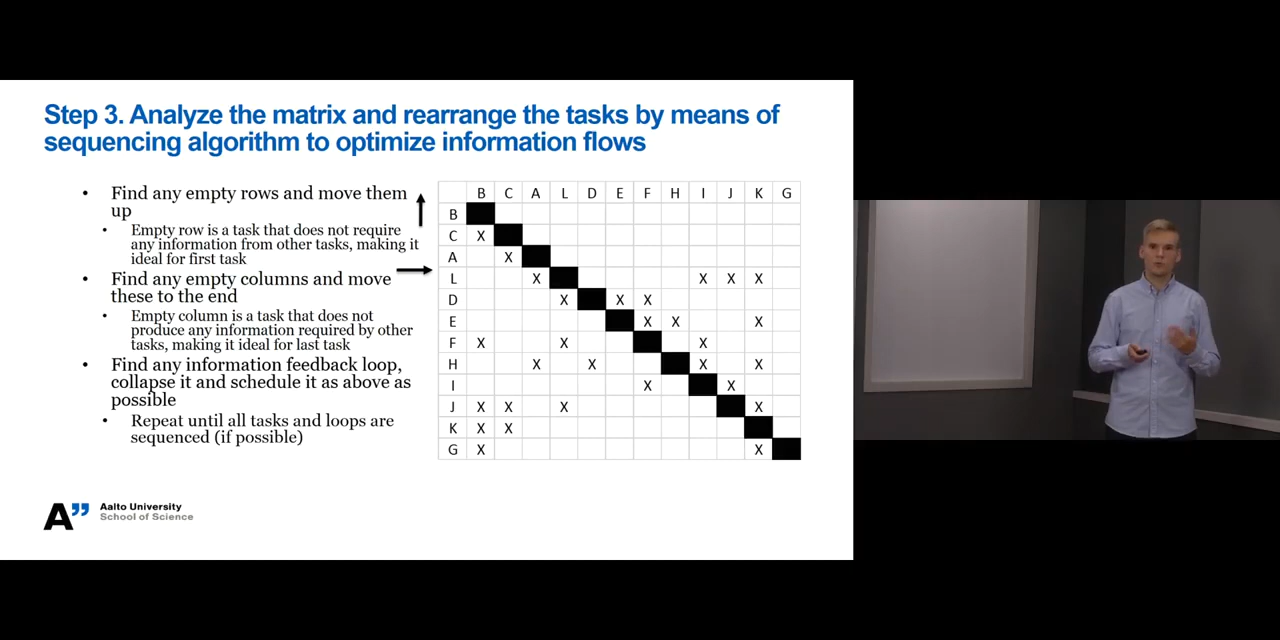 Step 3. Analyze the matrix and rearrange the tasks by means of
sequencing algorithm to optimize information flows
• Find any empty rows and move them
up
• Empty row is a task that does not require
any information from other tasks, making it
ideal for first task
• Find any empty columns and move
these to the end
• Empty column is a task that does not
produce any information required by other
tasks, making it ideal for last task
• Find any information feedback loop,
collapse it and schedule it as above as
possible
• Repeat until all tasks and loops are
sequenced (if possible)
B C A L D E F H I J K G
B
C X
A X
L X X X X
D X X X
E X X X
F X X X
H X X X X
I X X
J X X X X
K X X
G X X
A”
Aalto University
School of Science